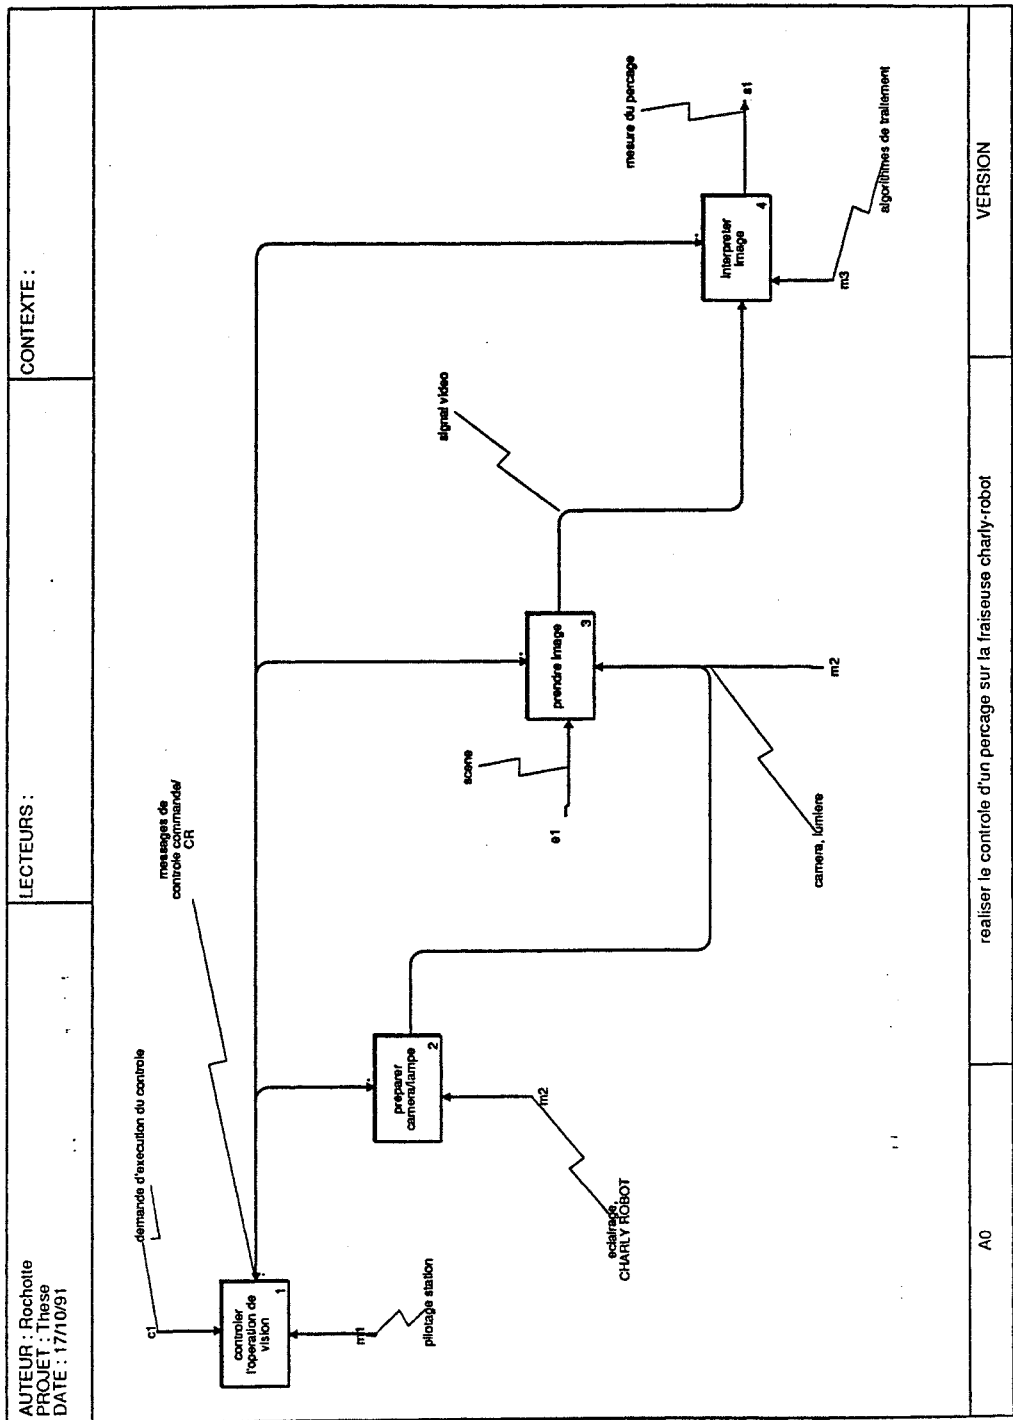 AUTEUR : Rochotte
PROJET : These
DATE : 17/10/91
LECTEURS :
CONTEXTE :
c1
demande d'execution du controle
messages de
controle commande/
CR
controler
l'operation de
vision
1
m1
pilotage station
preparer
camera/lampe
2
m2
eclairage,
CHARLY ROBOT
scene
e1
prendre image
3
m2
camera, lumiere
signal video
interpreter
image
4
m3
algorithmes de traitement
mesure du percage
s1
A0
realiser le controle d'un percage sur la fraiseuse charly-robot
VERSION